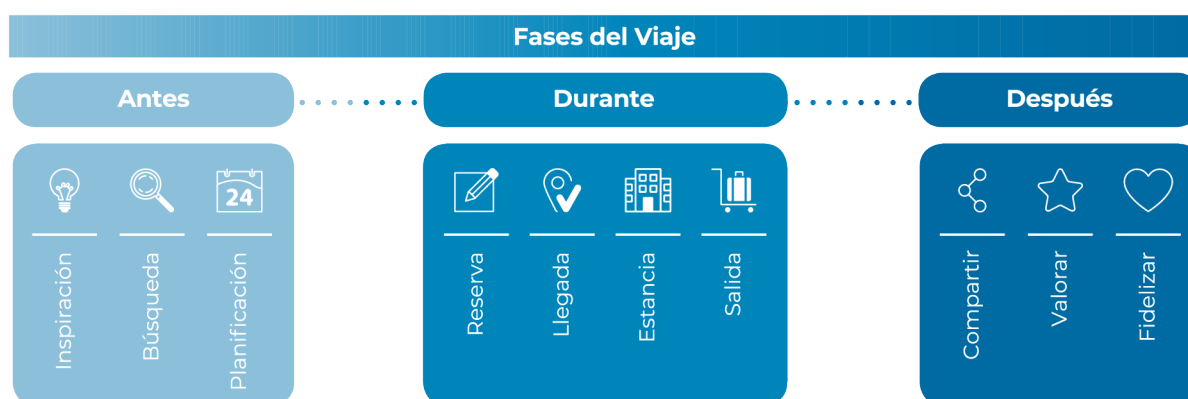 Fases del Viaje
Antes
Durante
Después
24
Inspiración
Búsqueda
Planificación
Reserva
Llegada
Estancia
Salida
Compartir
Valorar
Fidelizar